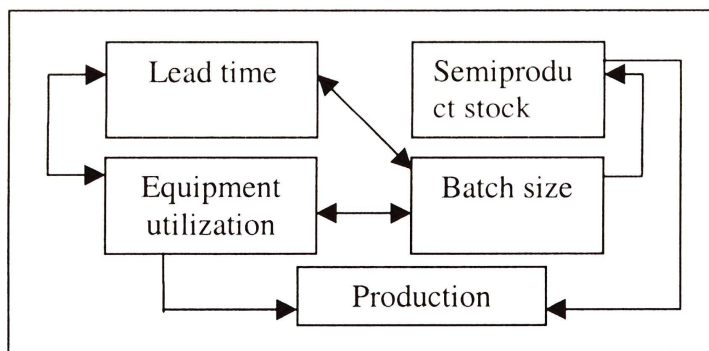 Lead time
Semiprodu
ct stock
Equipment
utilization
Batch size
Production